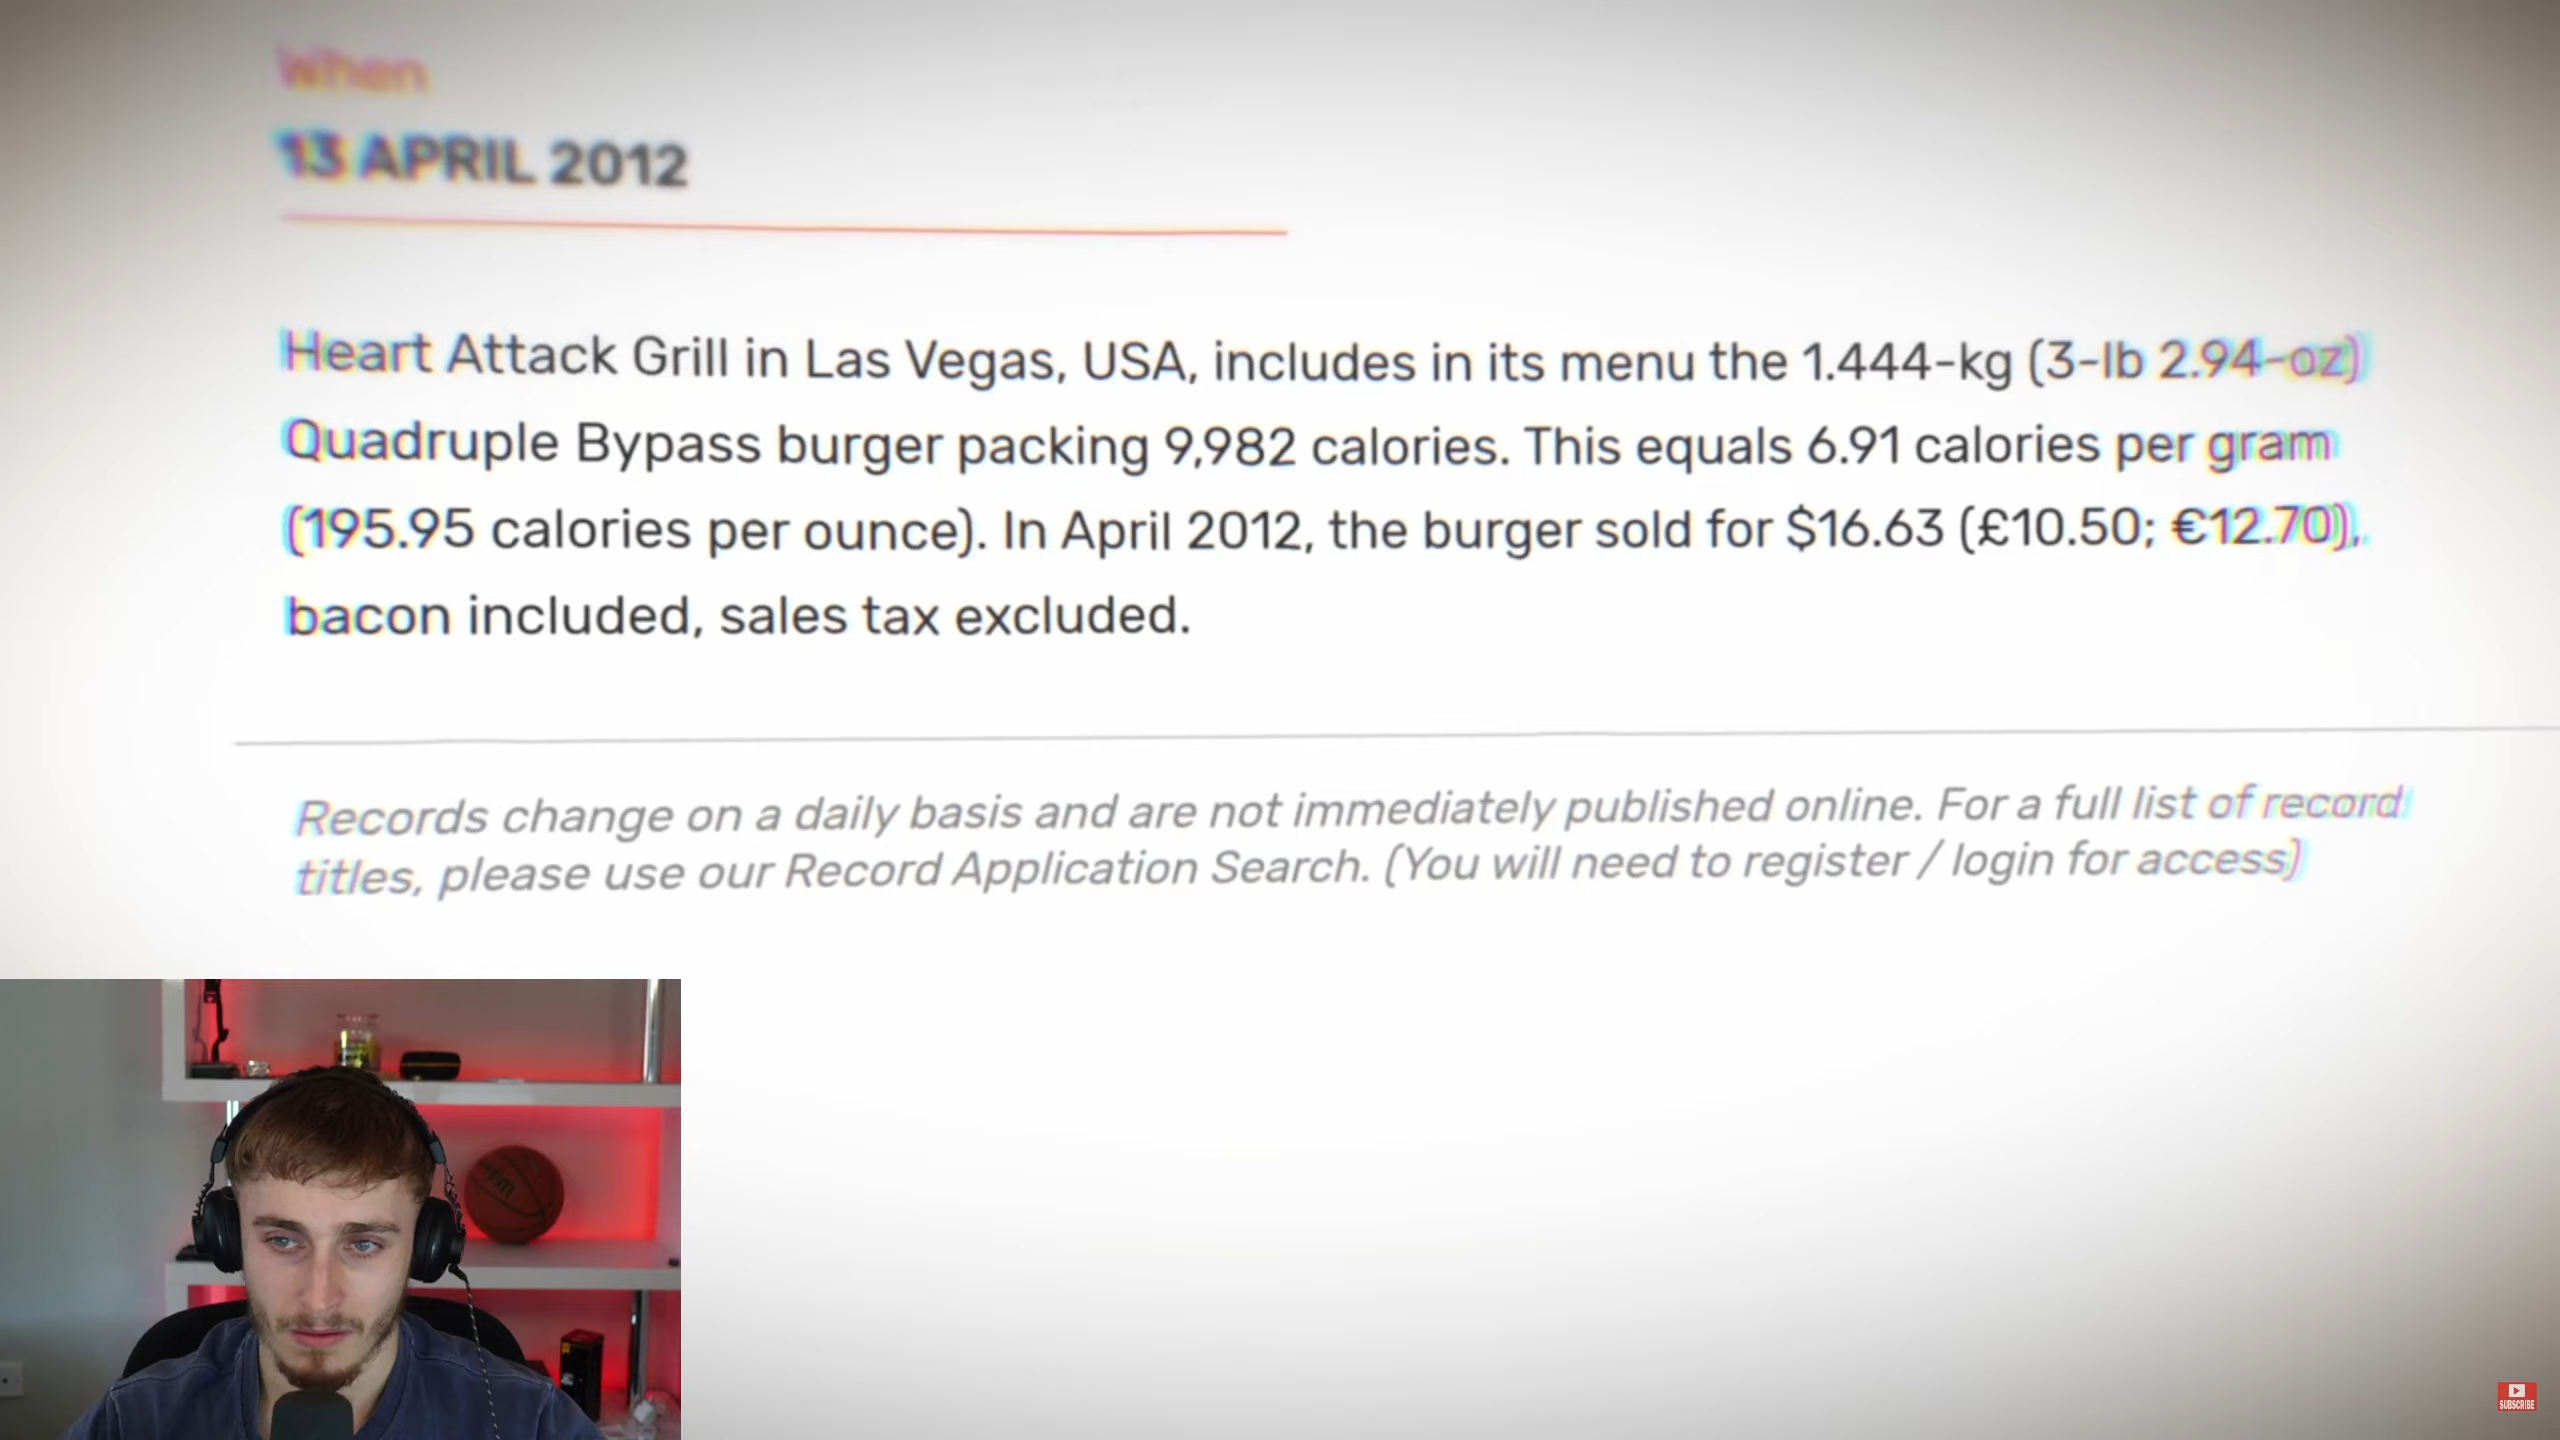 When
13 APRIL 2012
Heart Attack Grill in Las Vegas, USA, includes in its menu the 1.444-kg (3-lb 2.94-oz)
Quadruple Bypass burger packing 9,982 calories. This equals 6.91 calories per gram
(195.95 calories per ounce). In April 2012, the burger sold for $16.63 (£10.50; €12.70)),
bacon included, sales tax excluded.
Records change on a daily basis and are not immediately published online. For a full list of record
titles, please use our Record Application Search. (You will need to register / login for access)
SUBSCRIBE